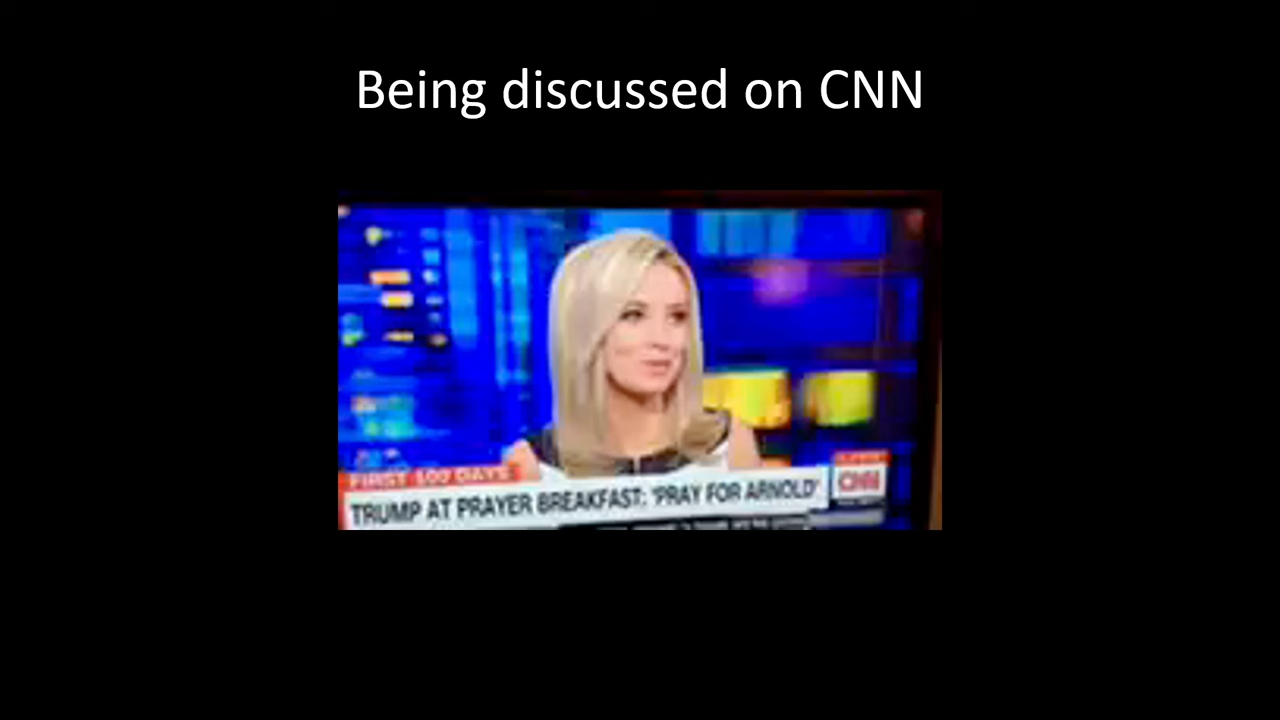 Being discussed on CNN
FIRST 100 DAYS
TRUMP AT PRAYER BREAKFAST: 'PRAY FOR ARNOLD'
CNN